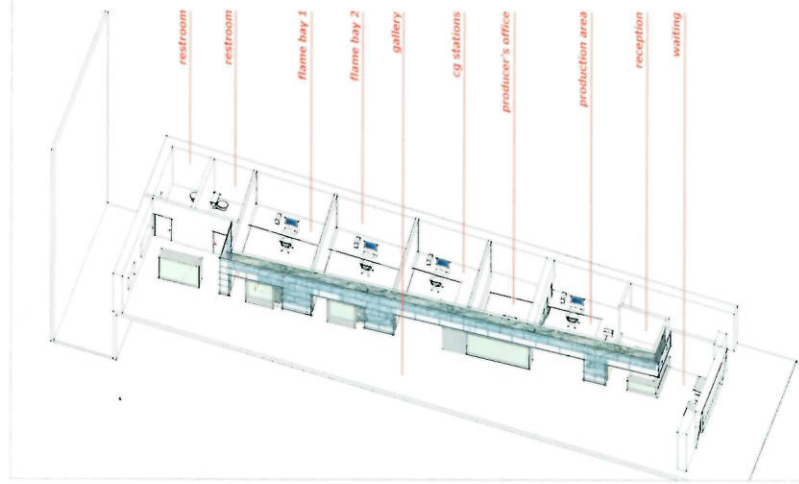 restroom
restroom
flame bay 1
flame bay 2
gallery
cg stations
producer's office
production area
reception
waiting